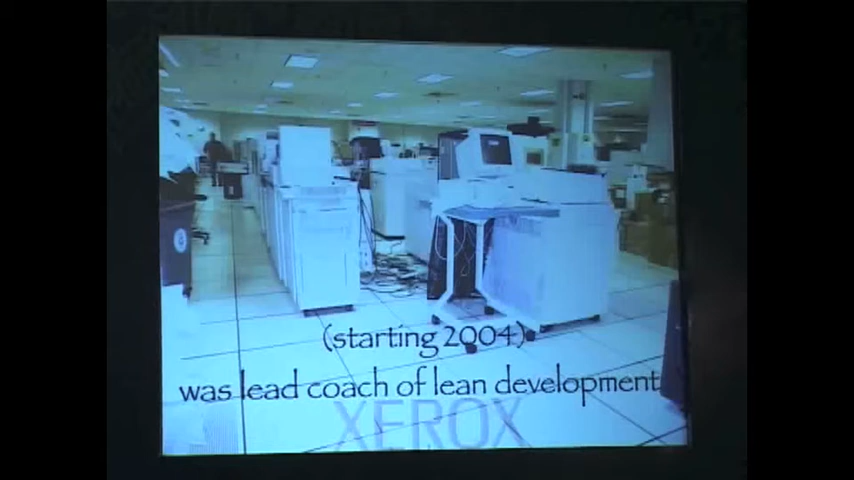 (starting 2004)
was lead coach of lean development
XEROX